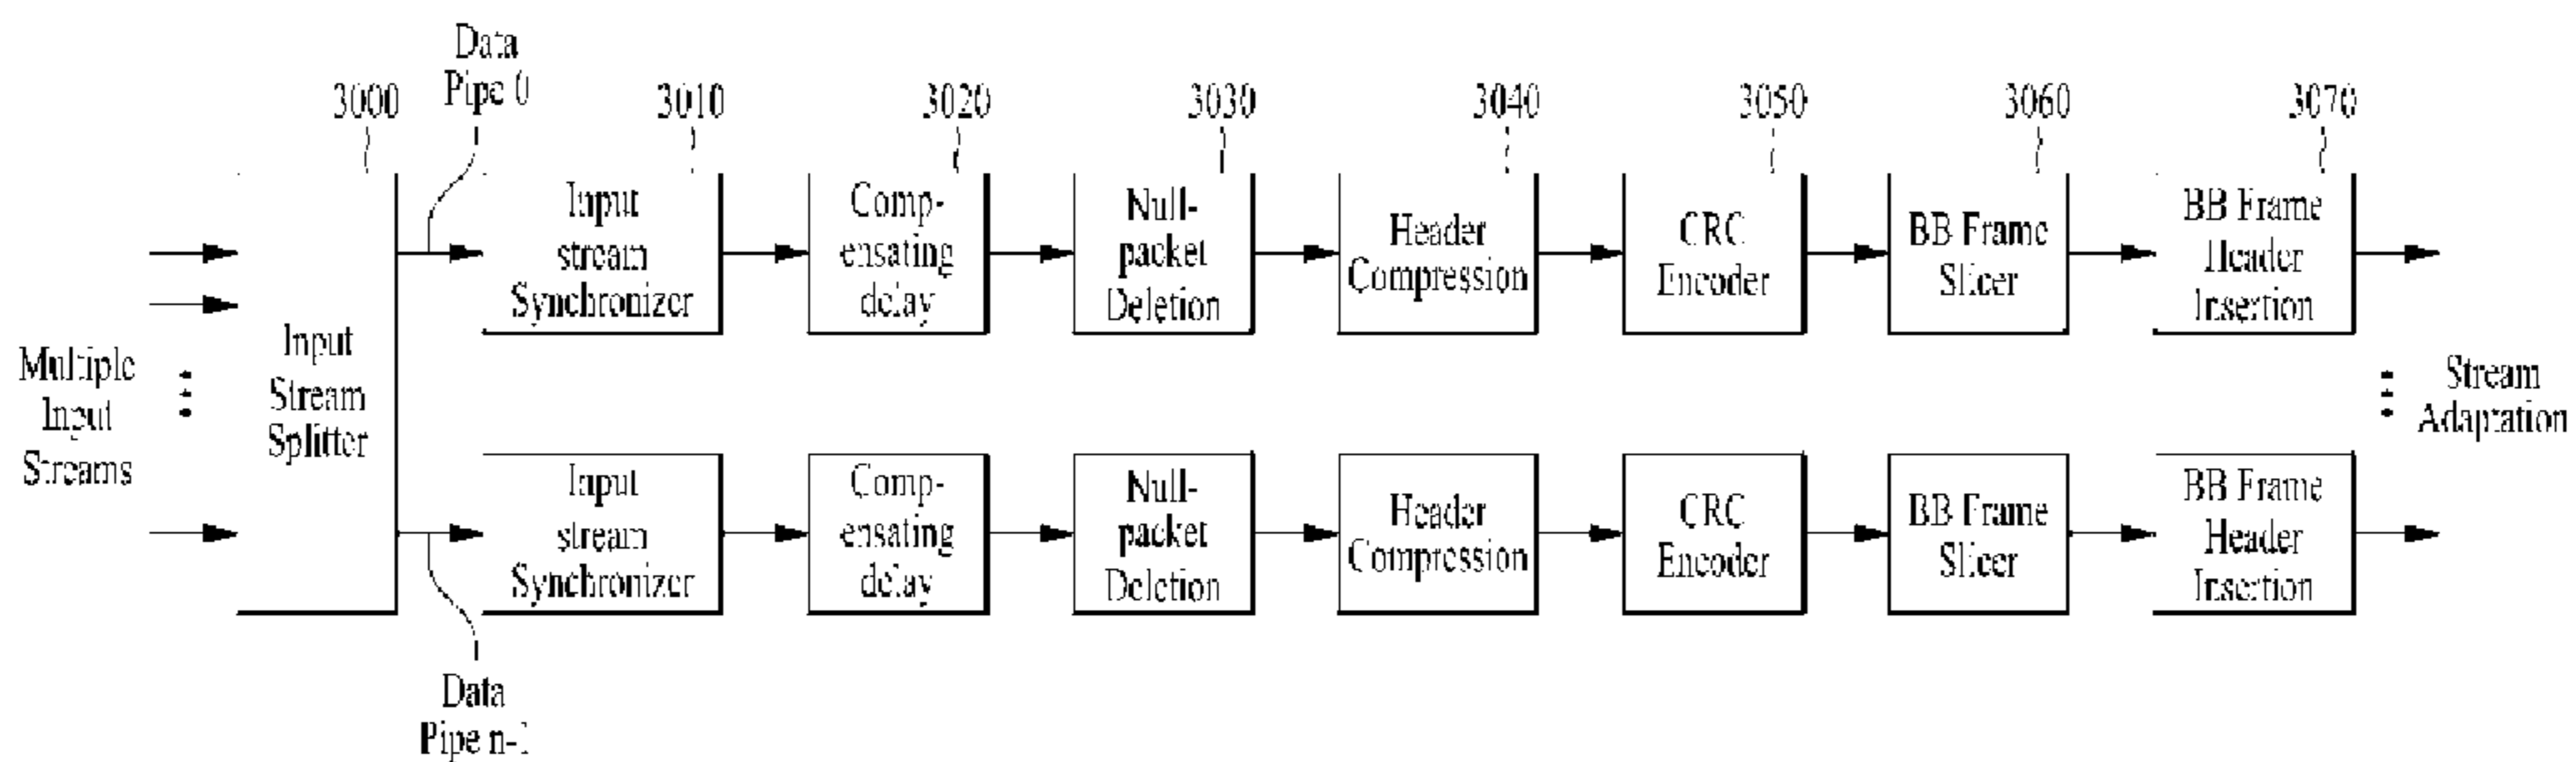 Data
Pipe 0
3000
3010
3020
3030
3040
3050
3060
3070
Multiple
Input
Streams
Input
Stream
Splitter
Input
stream
Synchronizer
Comp-
ensating
delay
Null-
packet
Deletion
Header
Compression
CRC
Encoder
BB Frame
Slicer
BB Frame
Header
Insertion
Stream
Adaptation
Input
stream
Synchronizer
Comp-
ensating
delay
Null-
packet
Deletion
Header
Compression
CRC
Encoder
BB Frame
Slicer
BB Frame
Header
Insertion
Data
Pipe n-1